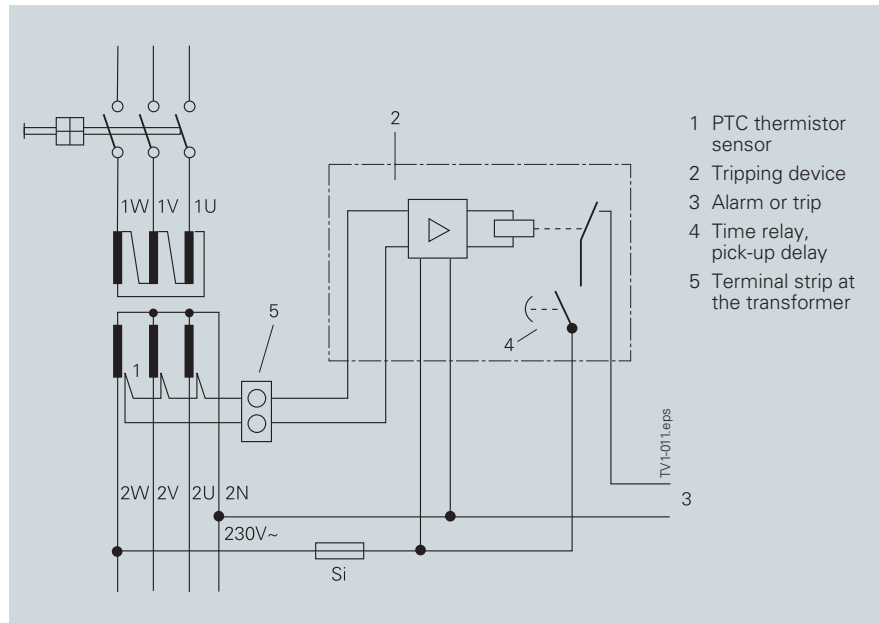 2
1 PTC thermistor
sensor
2 Tripping device
3 Alarm or trip
4 Time relay,
pick-up delay
5 Terminal strip at
the transformer
1W 1V 1U
5
4
1
TV1-011.eps
2W 2V 2U 2N
3
230V~
Si